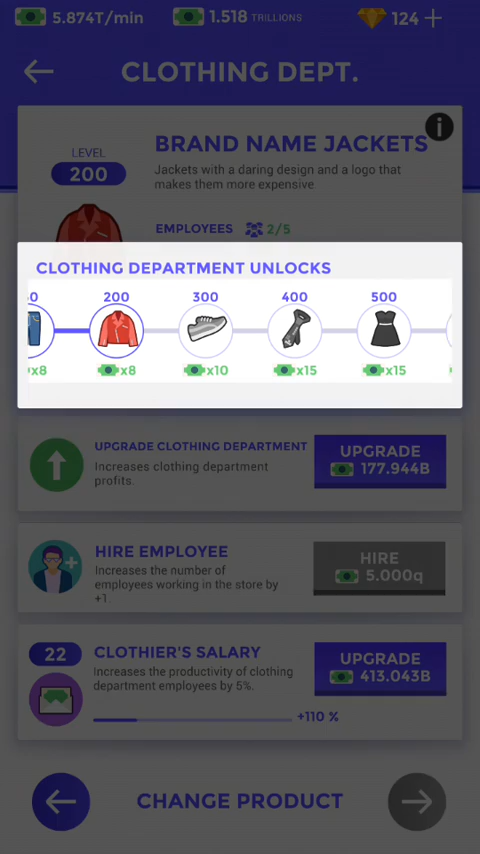 5.874T/min 1.518 TRILLIONS 124 +
CLOTHING DEPT.
BRAND NAME JACKETS i
LEVEL
200
Jackets with a daring design and a logo that
makes them more expensive
EMPLOYEES 2/5
CLOTHING DEPARTMENT UNLOCKS
0 200 300 400 500
x8 x8 x10 x15 x15
UPGRADE CLOTHING DEPARTMENT
Increases clothing department
profits.
UPGRADE
177.944B
HIRE EMPLOYEE
Increases the number of
employees working in the store by
+1.
HIRE
5.000q
22 CLOTHIER'S SALARY
Increases the productivity of clothing
department employees by 5%.
+110 %
UPGRADE
413.043B
CHANGE PRODUCT